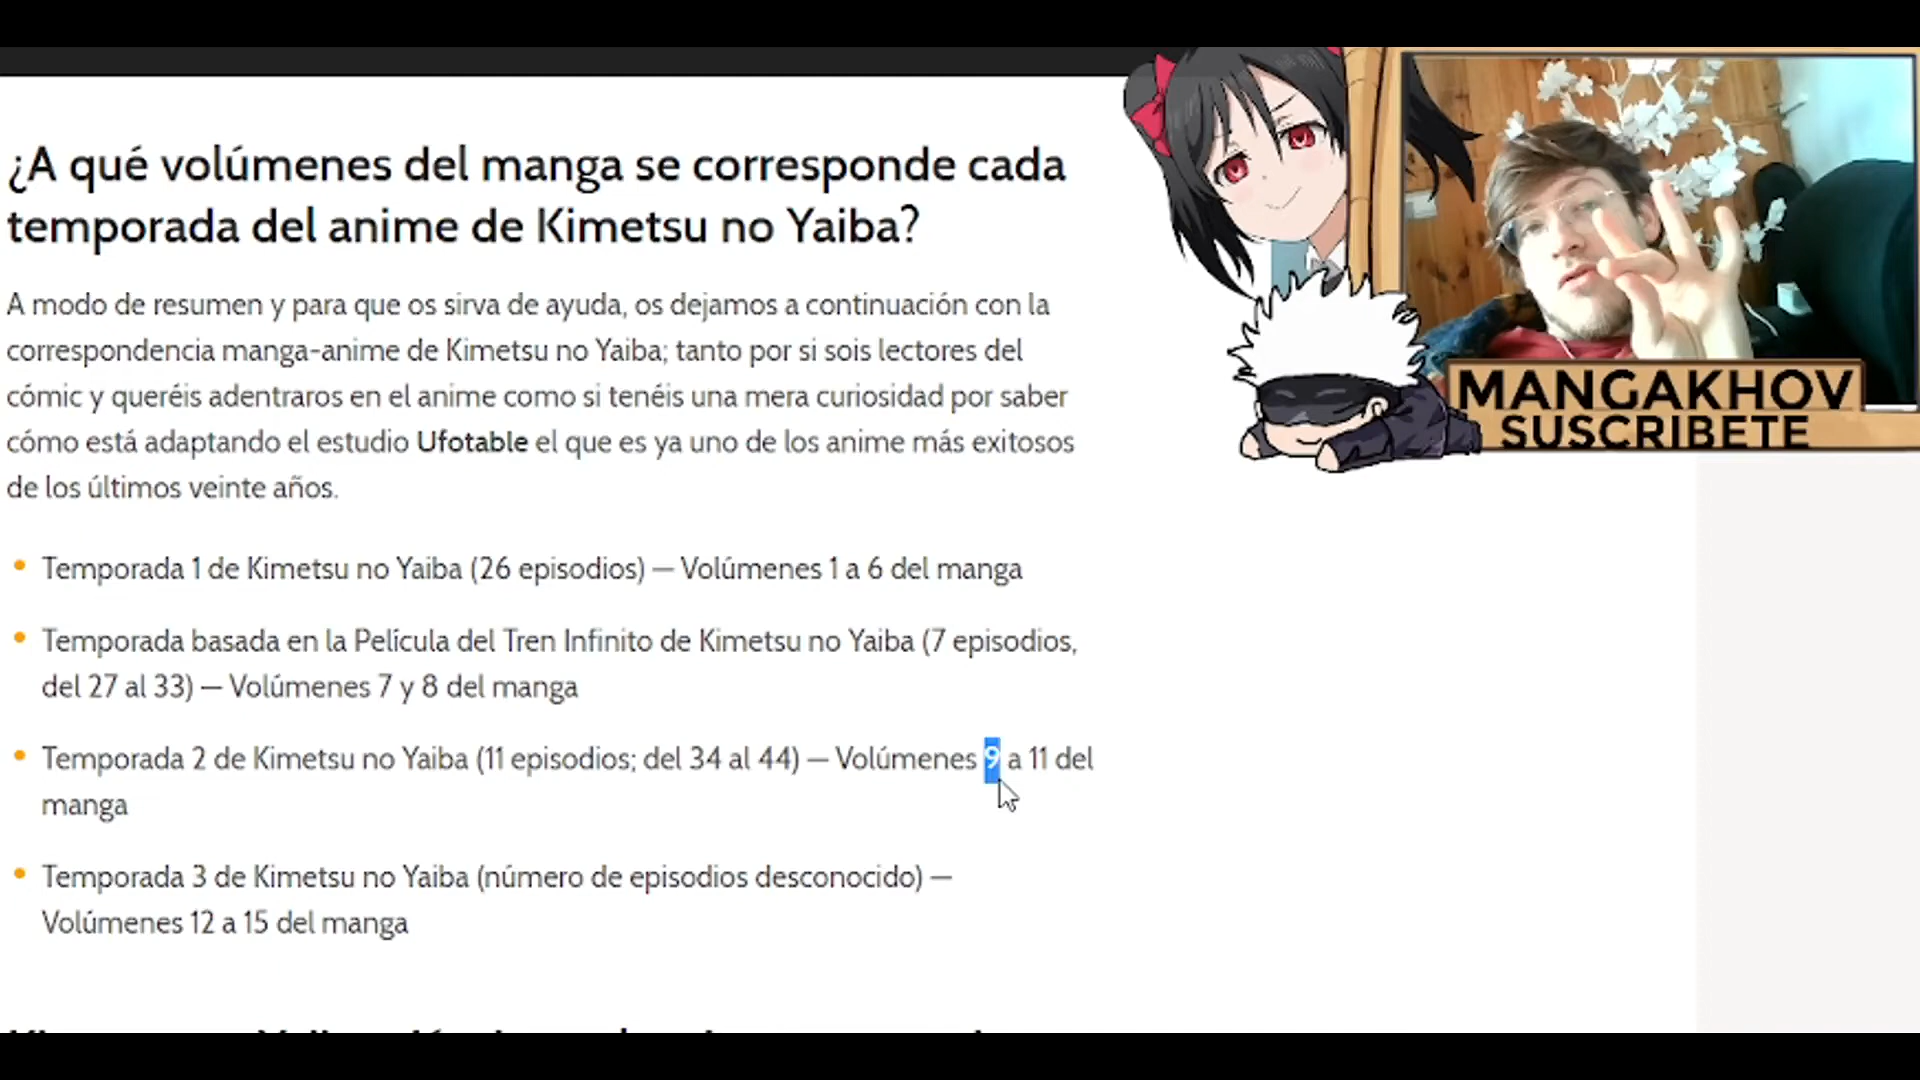 ¿A qué volúmenes del manga se corresponde cada
temporada del anime de Kimetsu no Yaiba?
A modo de resumen y para que os sirva de ayuda, os dejamos a continuación con la
correspondencia manga-anime de Kimetsu no Yaiba; tanto por si sois lectores del
cómic y queréis adentraros en el anime como si tenéis una mera curiosidad por saber
cómo está adaptando el estudio Ufotable el que es ya uno de los anime más exitosos
de los últimos veinte años.
• Temporada 1 de Kimetsu no Yaiba (26 episodios) — Volúmenes 1 a 6 del manga
• Temporada basada en la Película del Tren Infinito de Kimetsu no Yaiba (7 episodios,
del 27 al 33) — Volúmenes 7 y 8 del manga
• Temporada 2 de Kimetsu no Yaiba (11 episodios; del 34 al 44) — Volúmenes 9 a 11 del
manga
• Temporada 3 de Kimetsu no Yaiba (número de episodios desconocido) —
Volúmenes 12 a 15 del manga
MANGAKHOV
SUSCRIBETE